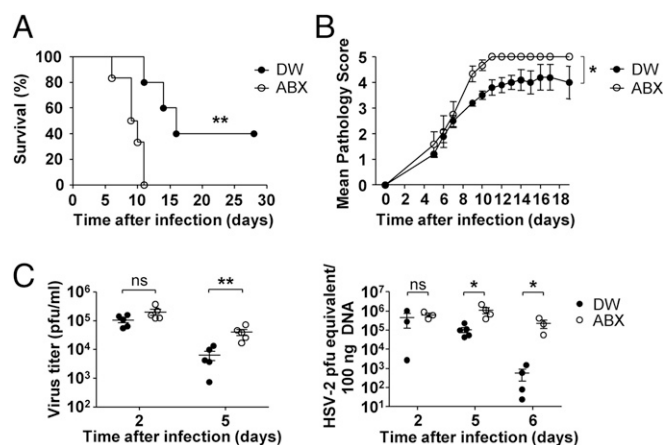 A
Survival (%)
100
80
60
40
20
0
**
DW
ABX
0 5 10 15 20 25 30
Time after infection (days)
B
Mean Pathology Score
5
4
3
2
1
0
*
DW
ABX
0 2 4 6 8 10 12 14 16 18
Time after infection (days)
C
Virus titer (pfu/ml)
10⁶
10⁵
10⁴
10³
10²
ns
**
2 5
Time after infection (days)
HSV-2 pfu equivalent/
100 ng DNA
10⁷
10⁶
10⁵
10⁴
10³
10²
10¹
ns
*
*
DW
ABX
2 5 6
Time after infection (days)